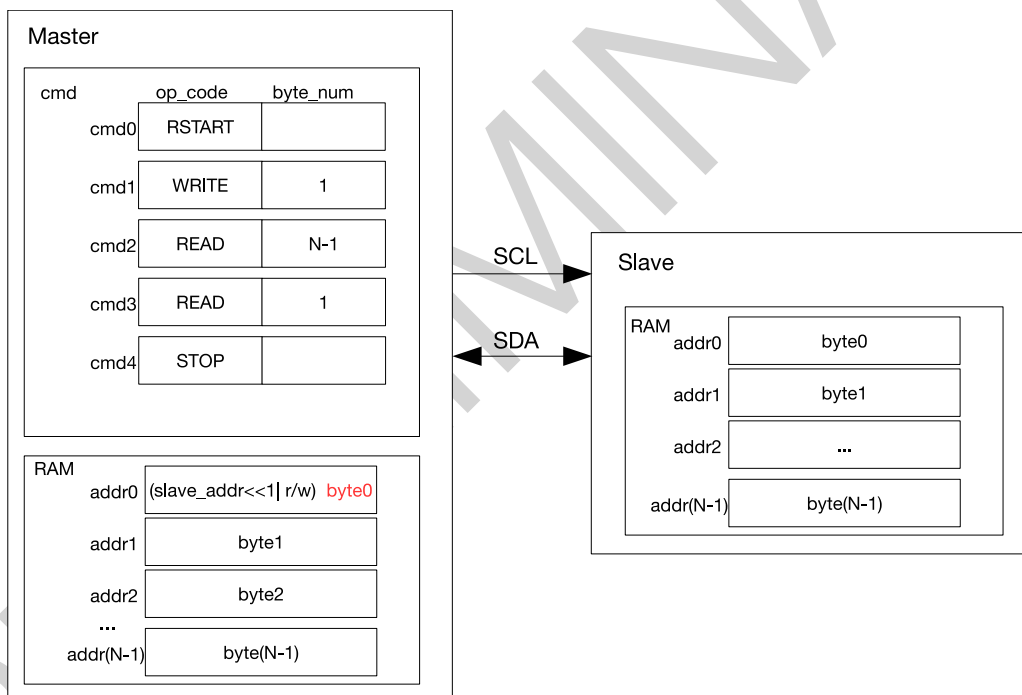 Master
cmd op_code byte_num
cmd0 RSTART
cmd1 WRITE 1
cmd2 READ N-1
cmd3 READ 1
cmd4 STOP
SCL
SDA
Slave
RAM
addr0 byte0
addr1 byte1
addr2 ...
addr(N-1) byte(N-1)
RAM
addr0 (slave_addr<<1| r/w) byte0
addr1 byte1
addr2 byte2
...
addr(N-1) byte(N-1)